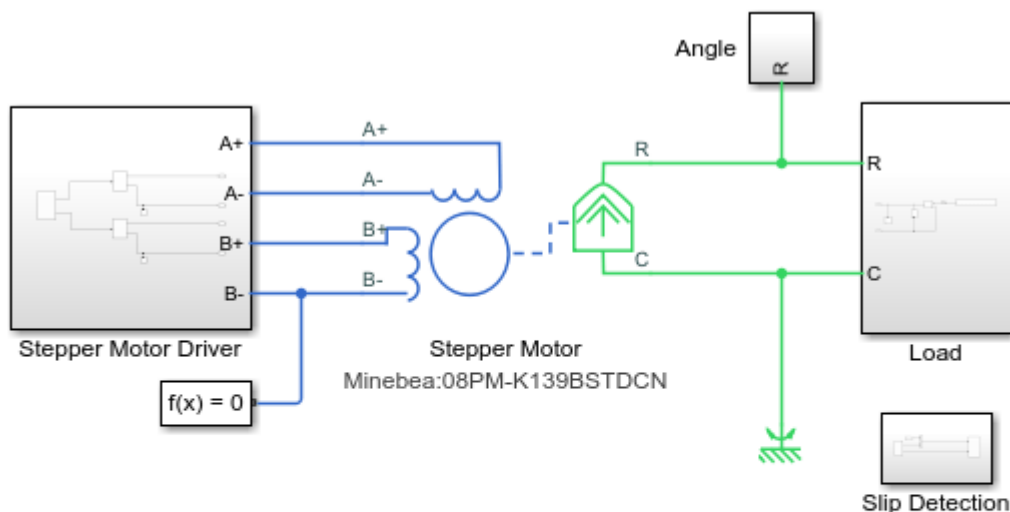 Angle
R
A+
A+
R
R
A-
A-
B+
B+
B-
B-
C
C
Stepper Motor Driver
Stepper Motor
Load
Minebea:08PM-K139BSTDCN
f(x) = 0
Slip Detection